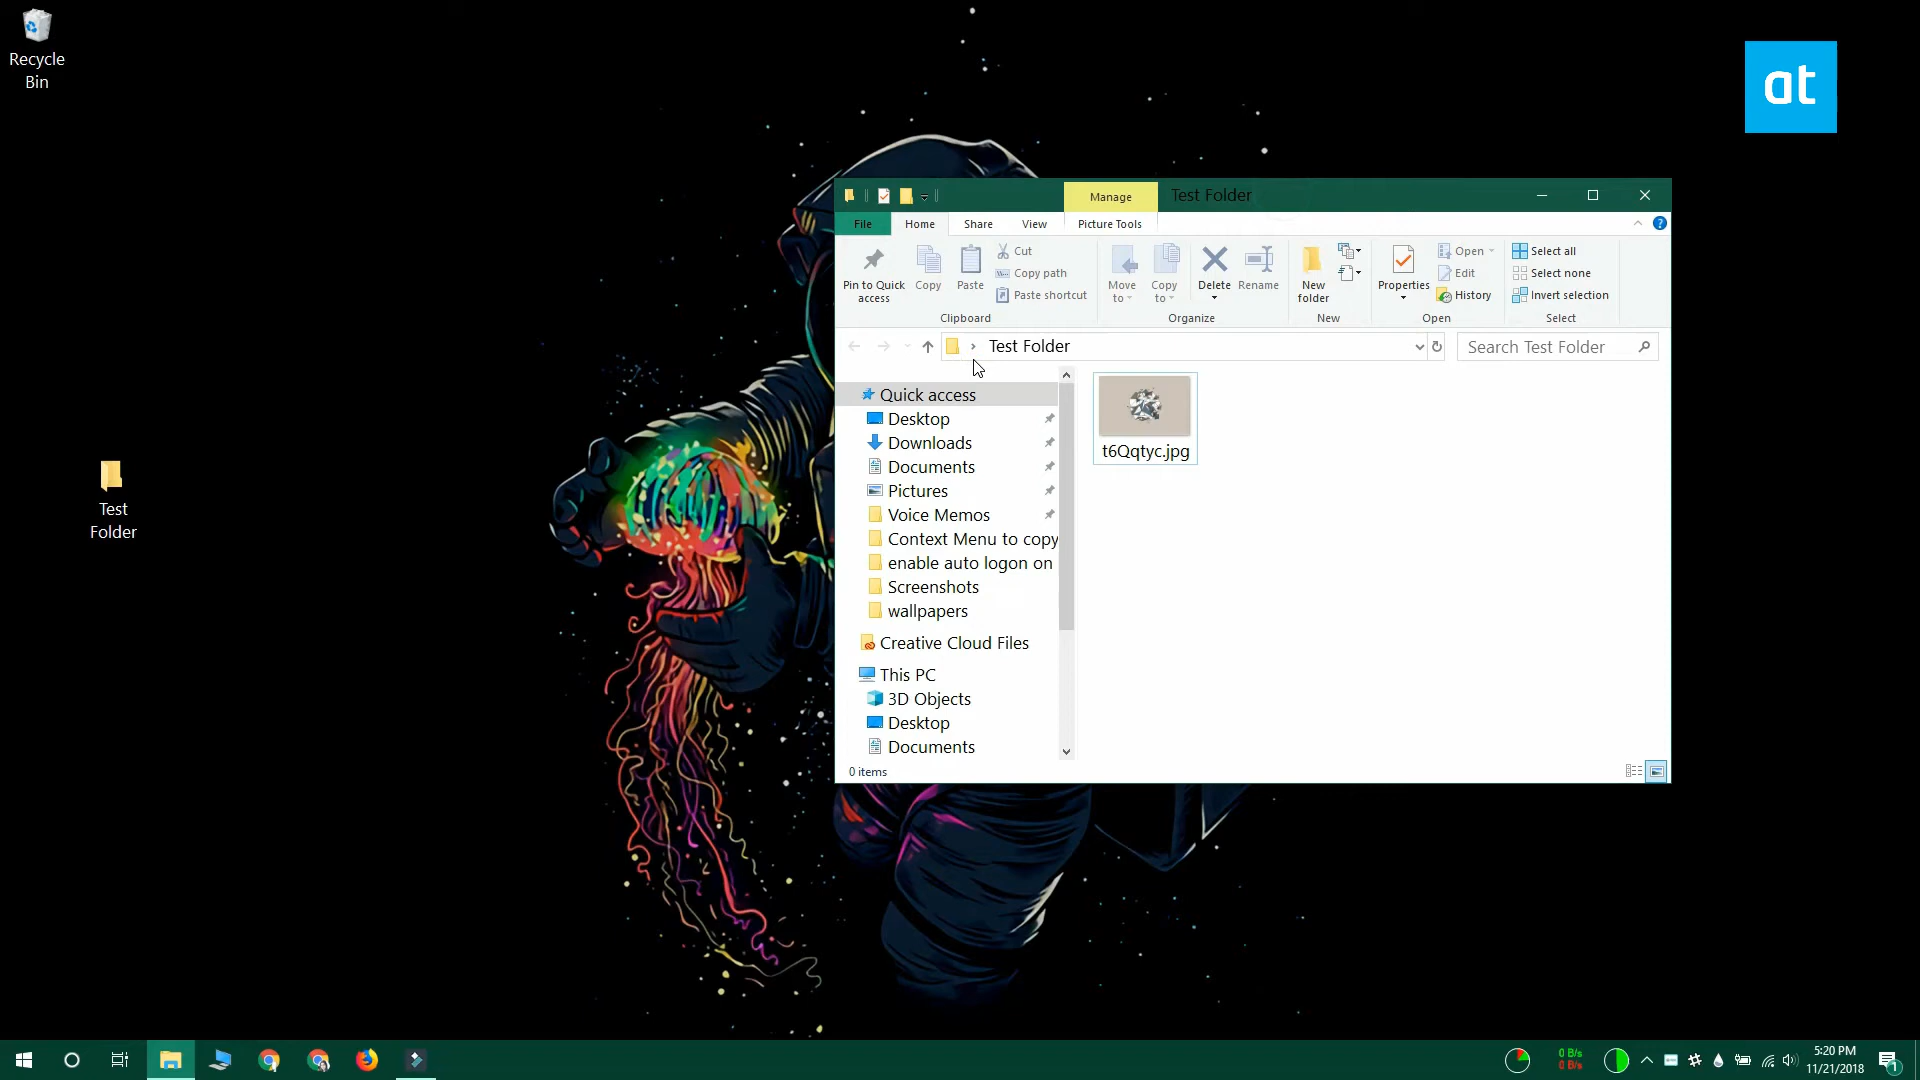 Recycle
Bin
at
Manage
Test Folder
File
Home
Share
View
Picture Tools
Pin to Quick
access
Copy
Paste
Cut
Copy path
Paste shortcut
Move
to
Copy
to
Delete
Rename
New
folder
Properties
Open
Edit
History
Select all
Select none
Invert selection
Clipboard
Organize
New
Open
Select
Test Folder
Search Test Folder
Quick access
Desktop
Downloads
Documents
Pictures
Voice Memos
Context Menu to copy
enable auto logon on
Screenshots
wallpapers
Creative Cloud Files
This PC
3D Objects
Desktop
Documents
t6Qqtyc.jpg
0 items
Test
Folder
0 B/s
0 B/s
5:20 PM
11/21/2018
1